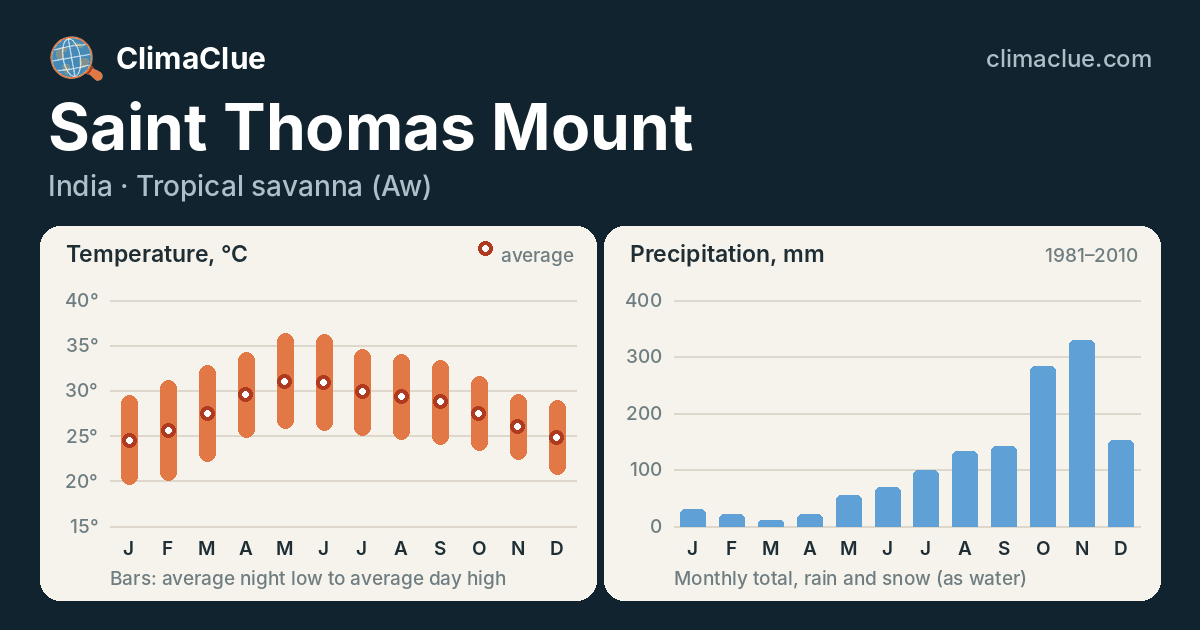 ClimaClue
climaclue.com
Saint Thomas Mount
India · Tropical savanna (Aw)
Temperature, °C
average
40°
35°
30°
25°
20°
15°
J F M A M J J A S O N D
Bars: average night low to average day high
Precipitation, mm
1981–2010
400
300
200
100
0
J F M A M J J A S O N D
Monthly total, rain and snow (as water)